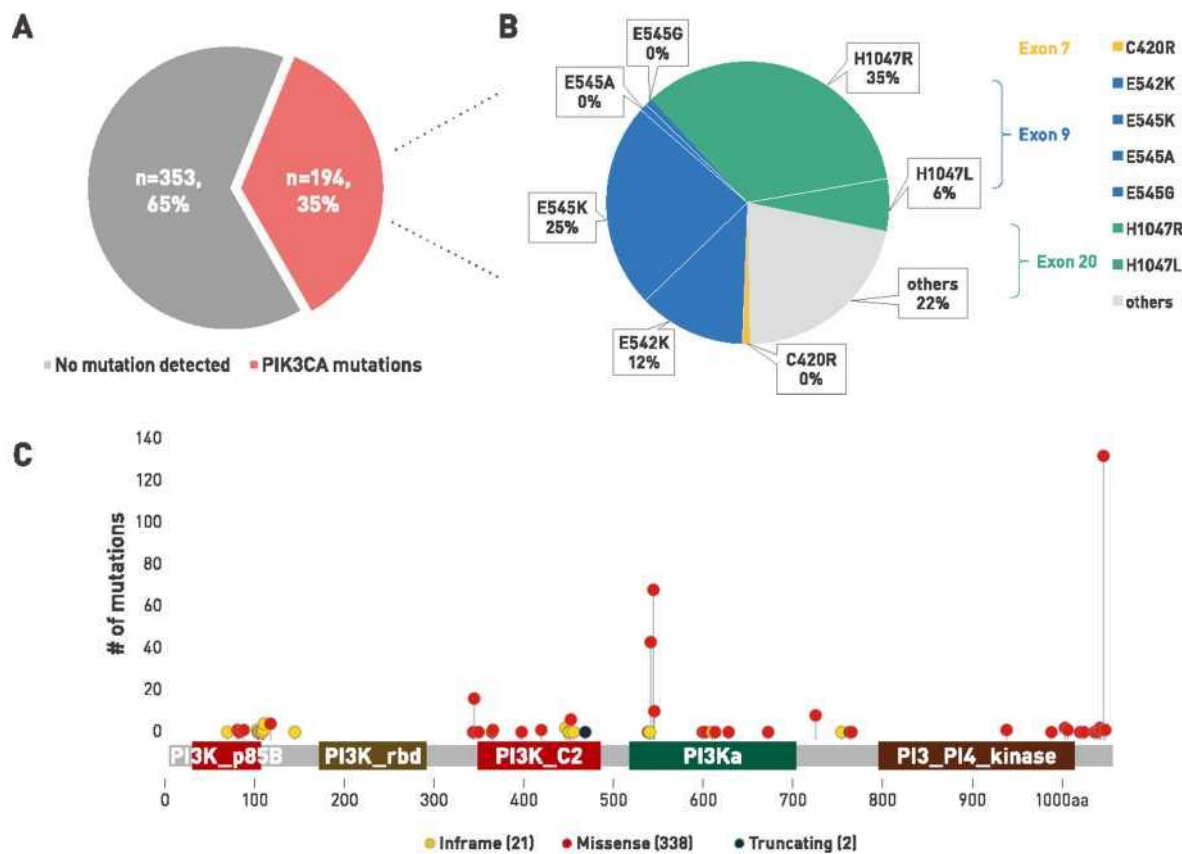 A
n=353,
65%
n=194,
35%
No mutation detected
PIK3CA mutations
B
E545G
0%
E545A
0%
E545K
25%
E542K
12%
C420R
0%
others
22%
H1047L
6%
H1047R
35%
Exon 7
Exon 9
Exon 20
C420R
E542K
E545K
E545A
E545G
H1047R
H1047L
others
C
# of mutations
140
120
100
80
60
40
20
0
PI3K_p85B
PI3K_rbd
PI3K_C2
PI3Ka
PI3_PI4_kinase
0
100
200
300
400
500
600
700
800
900
1000aa
Inframe (21)
Missense (338)
Truncating (2)